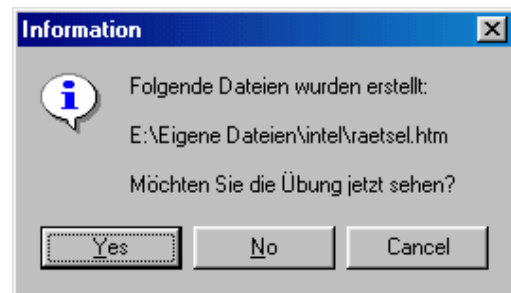 Information
Folgende Dateien wurden erstellt:
E:\Eigene Dateien\intel\raetsel.htm
Möchten Sie die Übung jetzt sehen?
Yes No Cancel